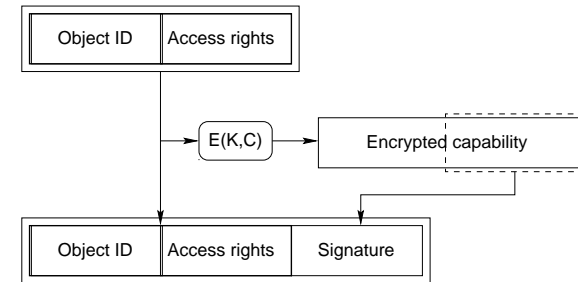 Object ID Access rights
E(K,C)
Encrypted capability
Object ID Access rights Signature